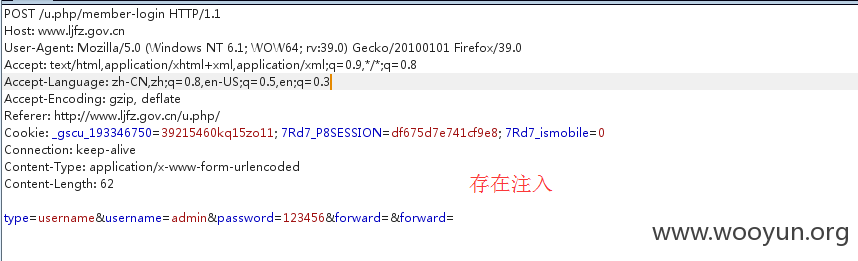 POST /u.php/member-login HTTP/1.1
Host: www.ljfz.gov.cn
User-Agent: Mozilla/5.0 (Windows NT 6.1; WOW64; rv:39.0) Gecko/20100101 Firefox/39.0
Accept: text/html,application/xhtml+xml,application/xml;q=0.9,*/*;q=0.8
Accept-Language: zh-CN,zh;q=0.8,en-US;q=0.5,en;q=0.3
Accept-Encoding: gzip, deflate
Referer: http://www.ljfz.gov.cn/u.php/
Cookie: _gscu_193346750=39215460kq15zo11; 7Rd7_P8SESSION=df675d7e741cf9e8; 7Rd7_ismobile=0
Connection: keep-alive
Content-Type: application/x-www-form-urlencoded
Content-Length: 62
存在注入
type=username&username=admin&password=123456&forward=&forward=
www.wooyun.org